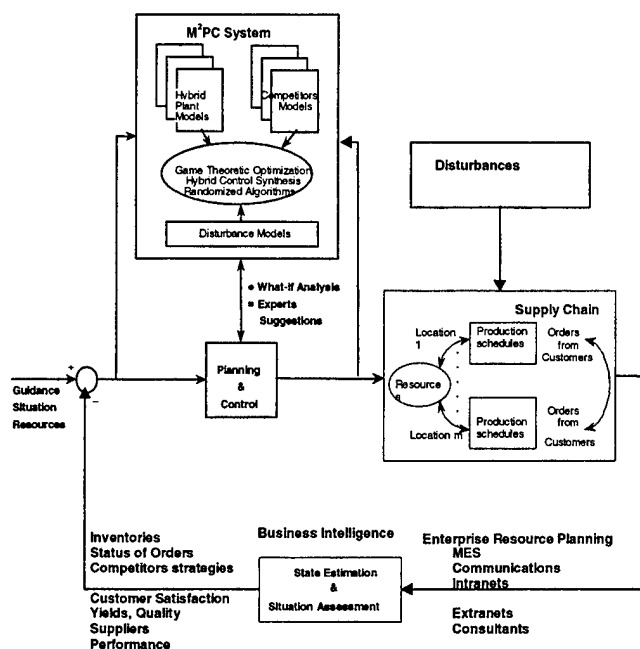 M²PC System
Hybrid
Plant
Models
Competitors
Models
Game Theoretic Optimization
Hybrid Control Synthesis
Randomized Algorithms
Disturbance Models
Disturbances
• What-if Analysis
▪ Experts
Suggestions
Supply Chain
Location
1
Production
schedules
Orders
from
Customers
Resource
s
Location m
Production
schedules
Orders
from
Customers
Planning
&
Control
+
−
Guidance
Situation
Resources
Inventories
Status of Orders
Competitors strategies
Customer Satisfaction
Yields, Quality
Suppliers
Performance
Business Intelligence
State Estimation
&
Situation Assessment
Enterprise Resource Planning
MES
Communications
Intranets
Extranets
Consultants